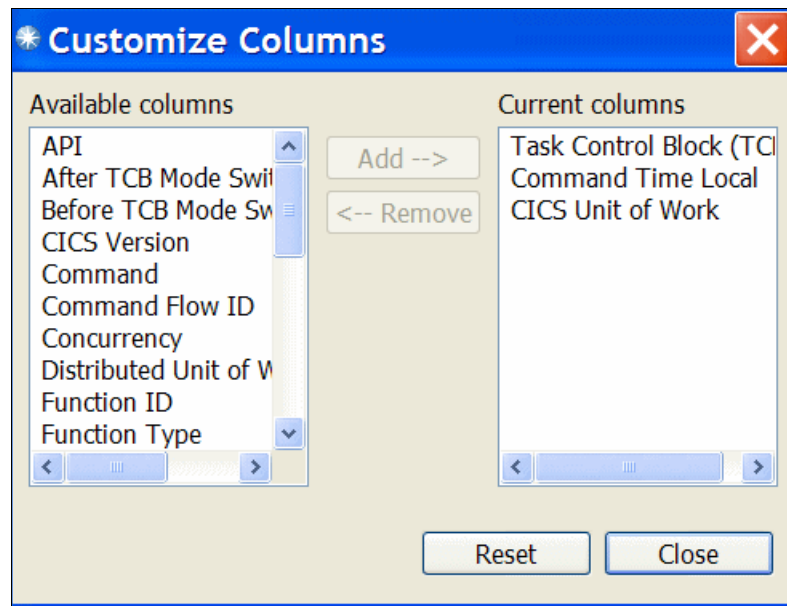 Customize Columns
Available columns
API
After TCB Mode Swit
Before TCB Mode Sw
CICS Version
Command
Command Flow ID
Concurrency
Distributed Unit of W
Function ID
Function Type
Add -->
<-- Remove
Current columns
Task Control Block (TCI
Command Time Local
CICS Unit of Work
Reset
Close